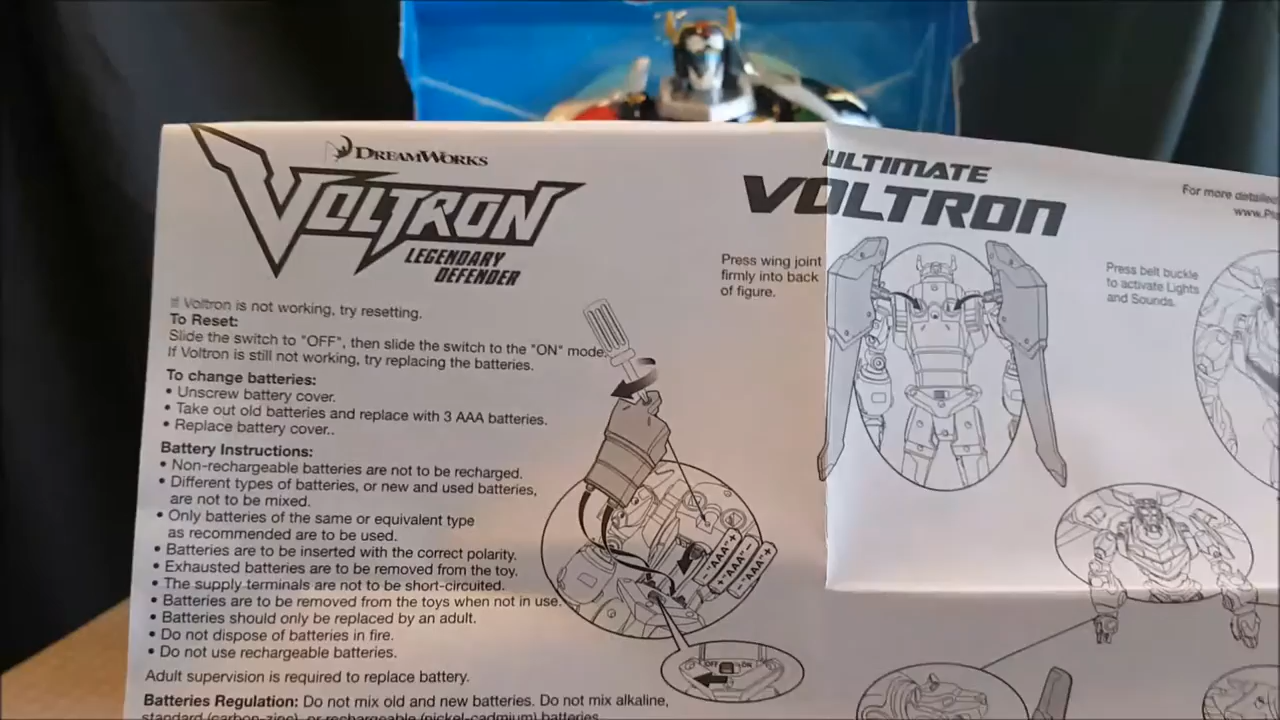 DREAMWORKS
VOLTRON
LEGENDARY
DEFENDER
If Voltron is not working, try resetting.
To Reset:
Slide the switch to "OFF", then slide the switch to the "ON" mode.
If Voltron is still not working, try replacing the batteries.
To change batteries:
• Unscrew battery cover.
• Take out old batteries and replace with 3 AAA batteries.
• Replace battery cover..
Battery Instructions:
• Non-rechargeable batteries are not to be recharged.
• Different types of batteries, or new and used batteries,
are not to be mixed.
• Only batteries of the same or equivalent type
as recommended are to be used.
• Batteries are to be inserted with the correct polarity.
• Exhausted batteries are to be removed from the toy.
• The supply terminals are not to be short-circuited.
• Batteries are to be removed from the toys when not in use.
• Batteries should only be replaced by an adult.
• Do not dispose of batteries in fire.
• Do not use rechargeable batteries.
Adult supervision is required to replace battery.
Batteries Regulation: Do not mix old and new batteries. Do not mix alkaline,
standard (carbon-zinc), or rechargeable (nickel-cadmium) batteries.
- "AAA" +
+ "AAA" -
- "AAA" +
OFF ON
ULTIMATE
VOLTRON
Press wing joint
firmly into back
of figure.
For more detailed
Press belt buckle
to activate Lights
and Sounds.